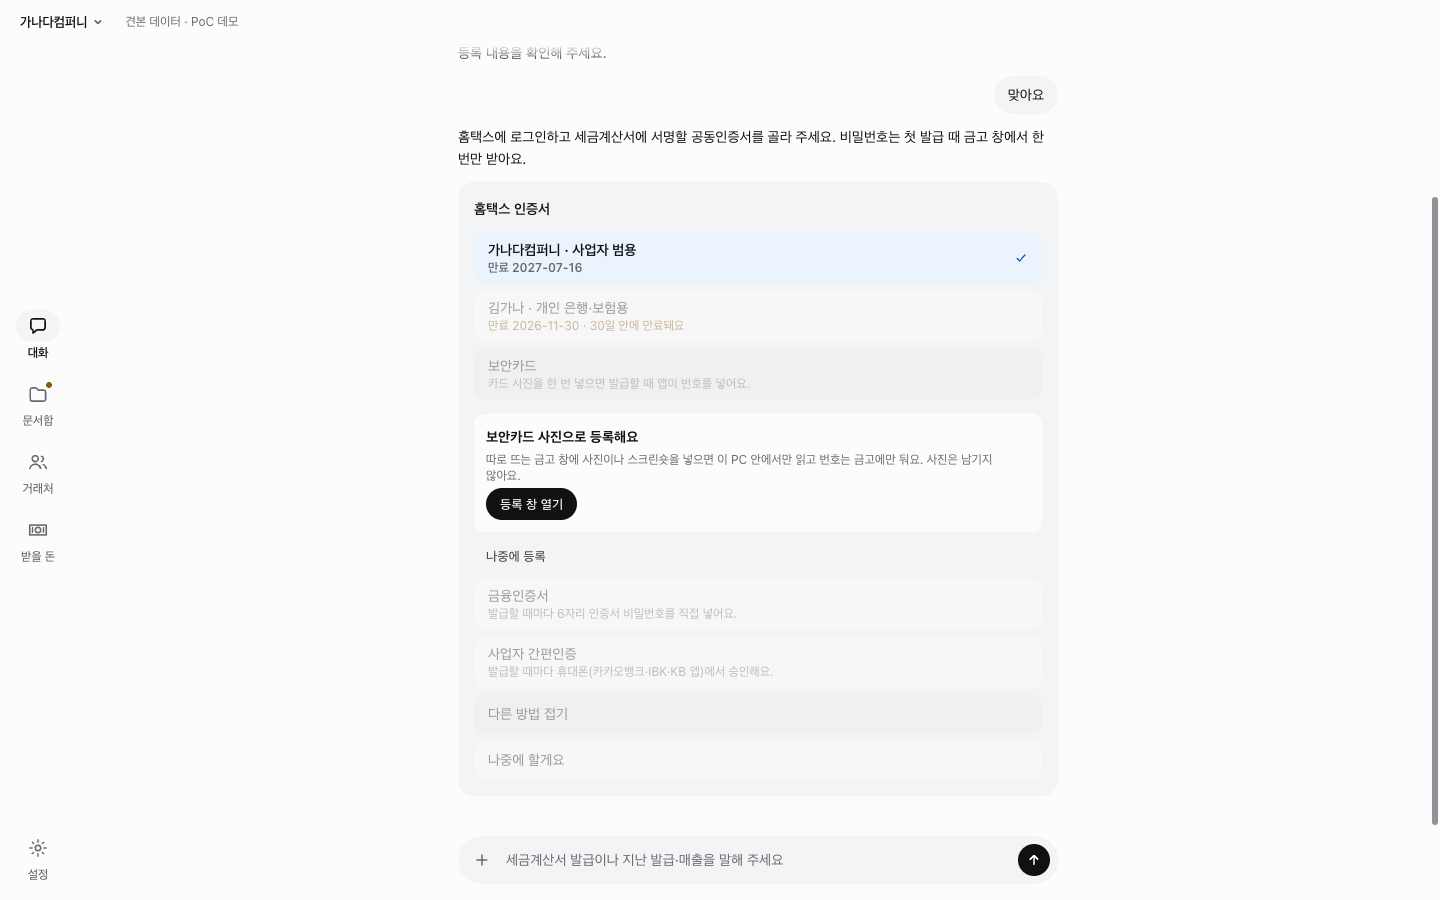 가나다컴퍼니
견본 데이터 · PoC 데모
등록 내용을 확인해 주세요.
맞아요
홈택스에 로그인하고 세금계산서에 서명할 공동인증서를 골라 주세요. 비밀번호는 첫 발급 때 금고 창에서 한
번만 받아요.
홈택스 인증서
가나다컴퍼니 · 사업자 범용
만료 2027-07-16
김가나 · 개인 은행·보험용
만료 2026-11-30 · 30일 안에 만료돼요
보안카드
카드 사진을 한 번 넣으면 발급할 때 앱이 번호를 넣어요.
보안카드 사진으로 등록해요
따로 뜨는 금고 창에 사진이나 스크린숏을 넣으면 이 PC 안에서만 읽고 번호는 금고에만 둬요. 사진은 남기지
않아요.
등록 창 열기
나중에 등록
금융인증서
발급할 때마다 6자리 인증서 비밀번호를 직접 넣어요.
사업자 간편인증
발급할 때마다 휴대폰(카카오뱅크·IBK·KB 앱)에서 승인해요.
다른 방법 접기
나중에 할게요
대화
문서함
거래처
받을 돈
설정
세금계산서 발급이나 지난 발급·매출을 말해 주세요